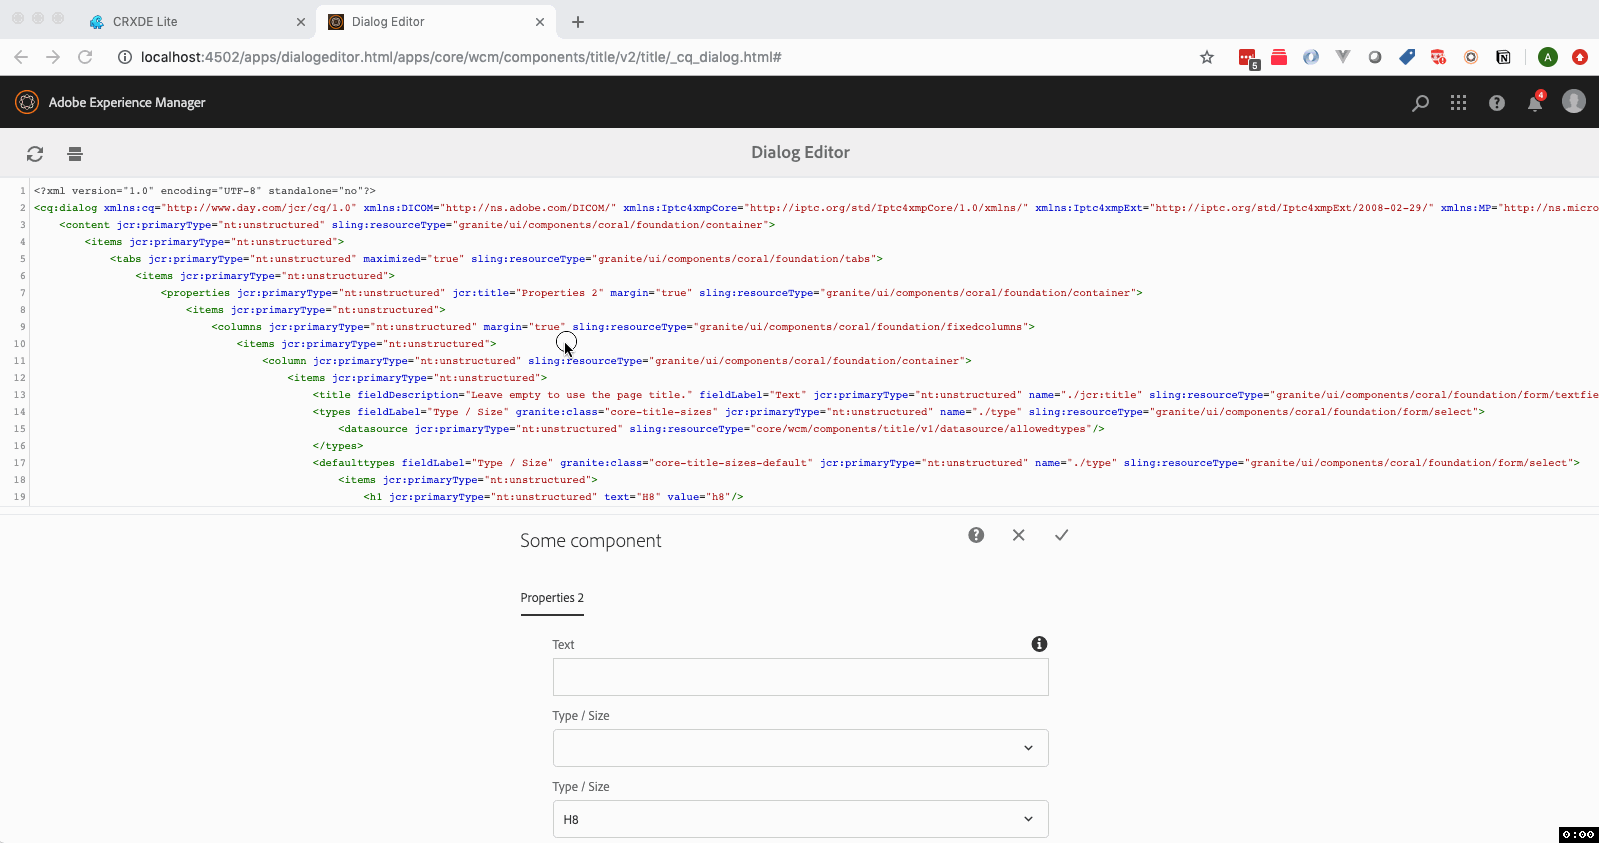 CRXDE Lite
Dialog Editor
localhost:4502/apps/dialogeditor.html/apps/core/wcm/components/title/v2/title/_cq_dialog.html#
5
A
Adobe Experience Manager
4
Dialog Editor
1 <?xml version="1.0" encoding="UTF-8" standalone="no"?>
2 <cq:dialog xmlns:cq="http://www.day.com/jcr/cq/1.0" xmlns:DICOM="http://ns.adobe.com/DICOM/" xmlns:Iptc4xmpCore="http://iptc.org/std/Iptc4xmpCore/1.0/xmlns/" xmlns:Iptc4xmpExt="http://iptc.org/std/Iptc4xmpExt/2008-02-29/" xmlns:MP="http://ns.micro
3 <content jcr:primaryType="nt:unstructured" sling:resourceType="granite/ui/components/coral/foundation/container">
4 <items jcr:primaryType="nt:unstructured">
5 <tabs jcr:primaryType="nt:unstructured" maximized="true" sling:resourceType="granite/ui/components/coral/foundation/tabs">
6 <items jcr:primaryType="nt:unstructured">
7 <properties jcr:primaryType="nt:unstructured" jcr:title="Properties 2" margin="true" sling:resourceType="granite/ui/components/coral/foundation/container">
8 <items jcr:primaryType="nt:unstructured">
9 <columns jcr:primaryType="nt:unstructured" margin="true" sling:resourceType="granite/ui/components/coral/foundation/fixedcolumns">
10 <items jcr:primaryType="nt:unstructured">
11 <column jcr:primaryType="nt:unstructured" sling:resourceType="granite/ui/components/coral/foundation/container">
12 <items jcr:primaryType="nt:unstructured">
13 <title fieldDescription="Leave empty to use the page title." fieldLabel="Text" jcr:primaryType="nt:unstructured" name="./jcr:title" sling:resourceType="granite/ui/components/coral/foundation/form/textfie
14 <types fieldLabel="Type / Size" granite:class="core-title-sizes" jcr:primaryType="nt:unstructured" name="./type" sling:resourceType="granite/ui/components/coral/foundation/form/select">
15 <datasource jcr:primaryType="nt:unstructured" sling:resourceType="core/wcm/components/title/v1/datasource/allowedtypes"/>
16 </types>
17 <defaulttypes fieldLabel="Type / Size" granite:class="core-title-sizes-default" jcr:primaryType="nt:unstructured" name="./type" sling:resourceType="granite/ui/components/coral/foundation/form/select">
18 <items jcr:primaryType="nt:unstructured">
19 <h1 jcr:primaryType="nt:unstructured" text="H8" value="h8"/>
Some component
Properties 2
Text
Type / Size
Type / Size
H8
0:00